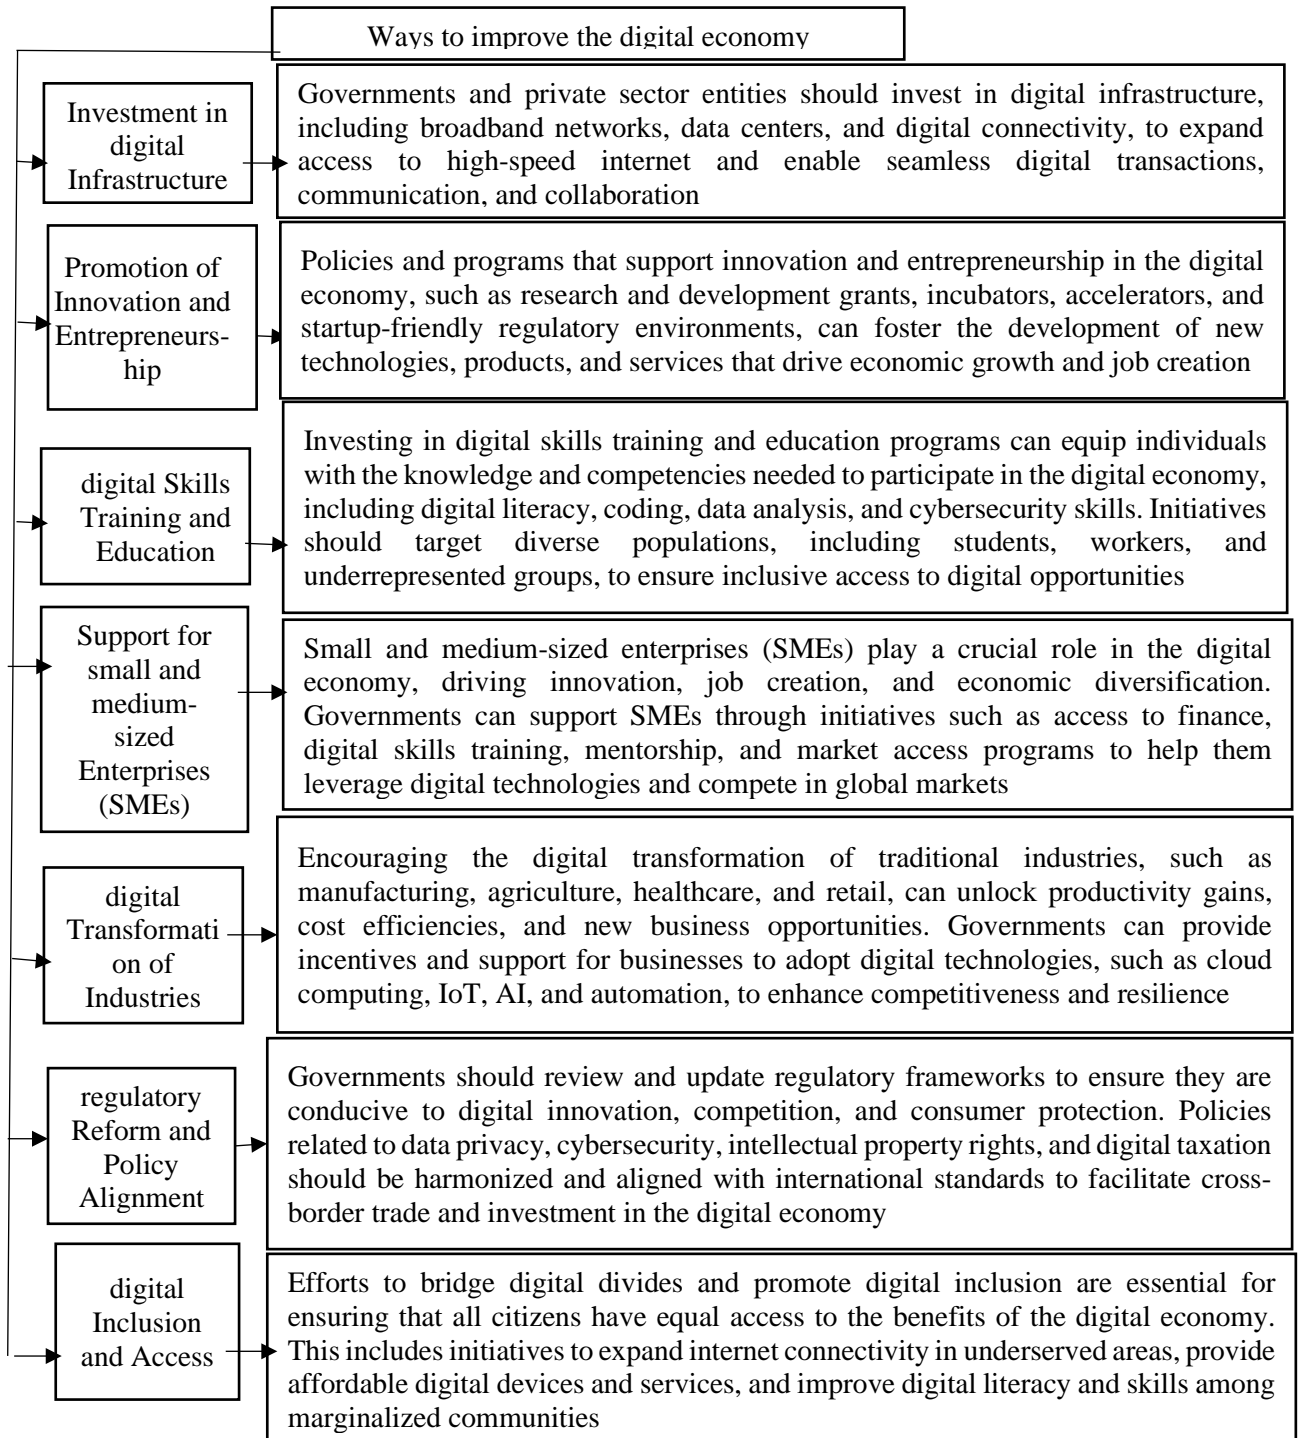 Ways to improve the digital economy
Investment in
digital
Infrastructure
Governments and private sector entities should invest in digital infrastructure,
including broadband networks, data centers, and digital connectivity, to expand
access to high-speed internet and enable seamless digital transactions,
communication, and collaboration
Promotion of
Innovation and
Entrepreneurs-
hip
Policies and programs that support innovation and entrepreneurship in the digital
economy, such as research and development grants, incubators, accelerators, and
startup-friendly regulatory environments, can foster the development of new
technologies, products, and services that drive economic growth and job creation
digital Skills
Training and
Education
Investing in digital skills training and education programs can equip individuals
with the knowledge and competencies needed to participate in the digital economy,
including digital literacy, coding, data analysis, and cybersecurity skills. Initiatives
should target diverse populations, including students, workers, and
underrepresented groups, to ensure inclusive access to digital opportunities
Support for
small and
medium-
sized
Enterprises
(SMEs)
Small and medium-sized enterprises (SMEs) play a crucial role in the digital
economy, driving innovation, job creation, and economic diversification.
Governments can support SMEs through initiatives such as access to finance,
digital skills training, mentorship, and market access programs to help them
leverage digital technologies and compete in global markets
digital
Transformati
on of
Industries
Encouraging the digital transformation of traditional industries, such as
manufacturing, agriculture, healthcare, and retail, can unlock productivity gains,
cost efficiencies, and new business opportunities. Governments can provide
incentives and support for businesses to adopt digital technologies, such as cloud
computing, IoT, AI, and automation, to enhance competitiveness and resilience
regulatory
Reform and
Policy
Alignment
Governments should review and update regulatory frameworks to ensure they are
conducive to digital innovation, competition, and consumer protection. Policies
related to data privacy, cybersecurity, intellectual property rights, and digital taxation
should be harmonized and aligned with international standards to facilitate cross-
border trade and investment in the digital economy
digital
Inclusion
and Access
Efforts to bridge digital divides and promote digital inclusion are essential for
ensuring that all citizens have equal access to the benefits of the digital economy.
This includes initiatives to expand internet connectivity in underserved areas, provide
affordable digital devices and services, and improve digital literacy and skills among
marginalized communities